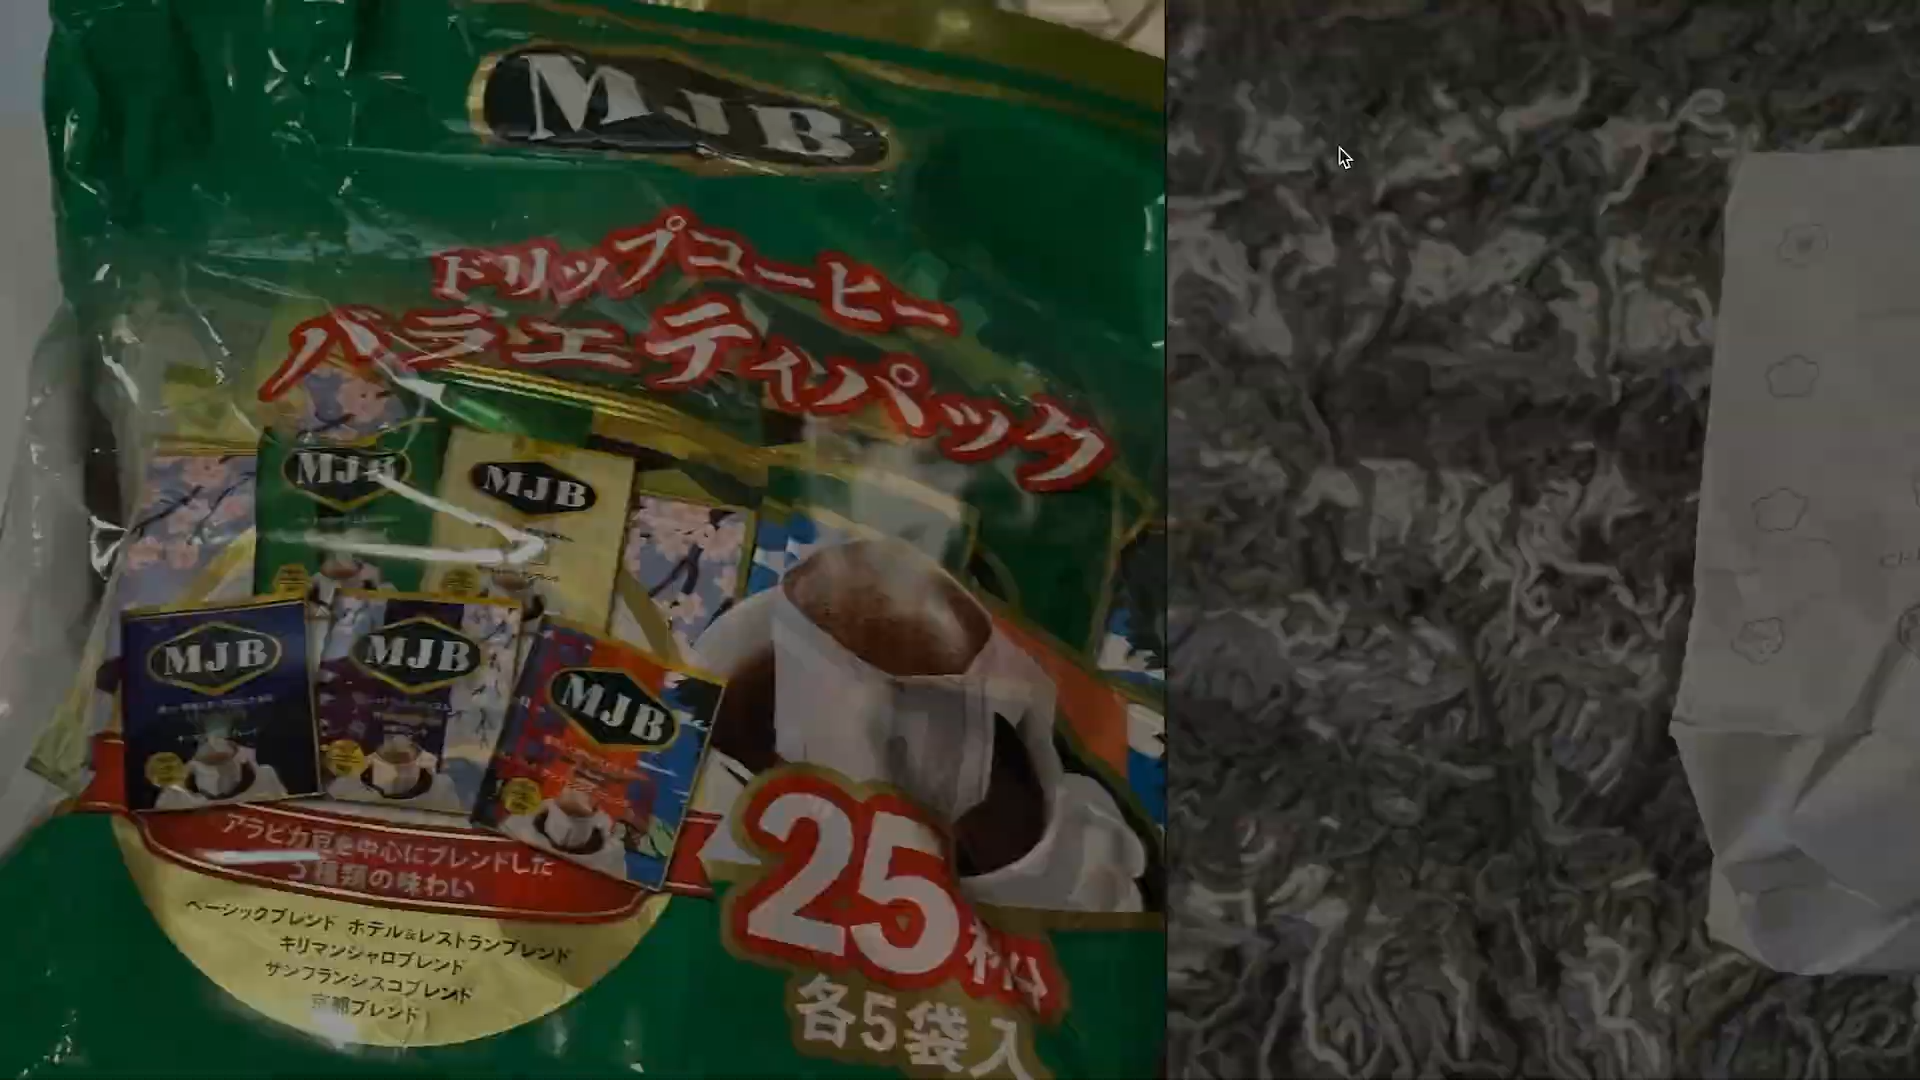 MJB
ドリップコーヒー
バラエティパック
MJB
MJB
MJB
MJB
MJB
アラビカ豆を中心にブレンドした
5種類の味わい
ベーシックブレンド ホテル&レストランブレンド
キリマンジャロブレンド
サンフランシスコブレンド
京都ブレンド
25杯分
各5袋入